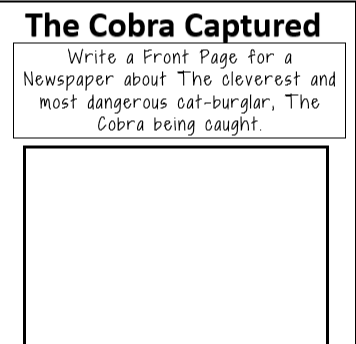 The Cobra Captured
Write a Front Page for a
Newspaper about The cleverest and
most dangerous cat-burglar, The
Cobra being caught.